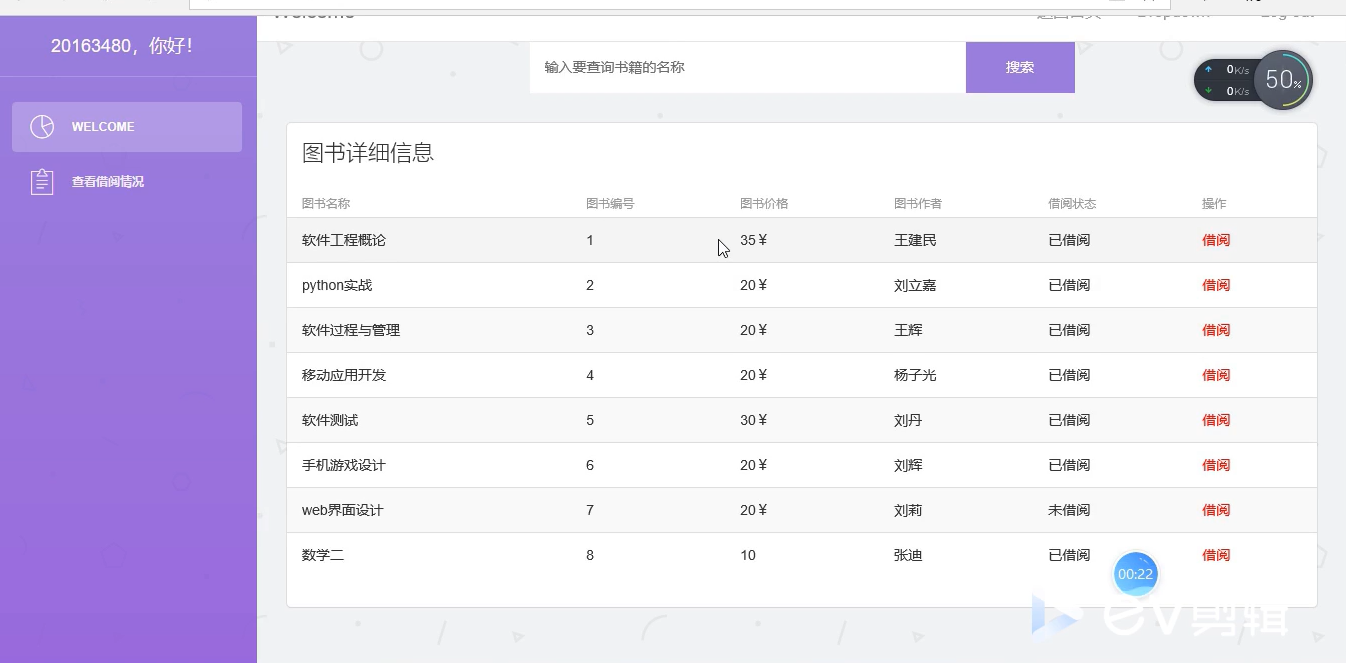 20163480，你好！
WELCOME
查看借阅情况
输入要查询书籍的名称 搜索
0K/s
0K/s
50%
图书详细信息
图书名称 图书编号 图书价格 图书作者 借阅状态 操作
软件工程概论 1 35￥ 王建民 已借阅 借阅
python实战 2 20￥ 刘立嘉 已借阅 借阅
软件过程与管理 3 20￥ 王辉 已借阅 借阅
移动应用开发 4 20￥ 杨子光 已借阅 借阅
软件测试 5 30￥ 刘丹 已借阅 借阅
手机游戏设计 6 20￥ 刘辉 已借阅 借阅
web界面设计 7 20￥ 刘莉 未借阅 借阅
数学二 8 10 张迪 已借阅 借阅
00:22
ev剪辑